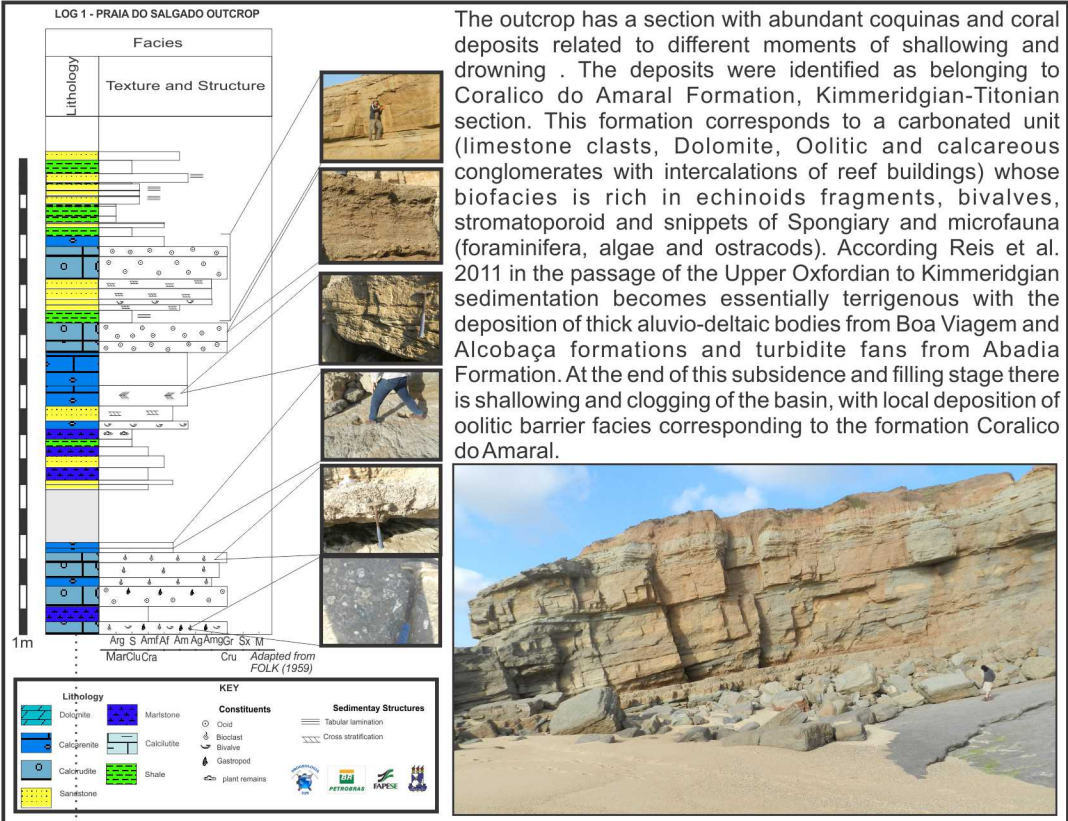 LOG 1 - PRAIA DO SALGADO OUTCROP
Facies
Lithology
Texture and Structure
1m
Arg S Amf Af Am Ag Amg Gr Sx M
Mar Clu Cra Cru
Adapted from
FOLK (1959)
The outcrop has a section with abundant coquinas and coral
deposits related to different moments of shallowing and
drowning . The deposits were identified as belonging to
Coralico do Amaral Formation, Kimmeridgian-Titonian
section. This formation corresponds to a carbonated unit
(limestone clasts, Dolomite, Oolitic and calcareous
conglomerates with intercalations of reef buildings) whose
biofacies is rich in echinoids fragments, bivalves,
stromatoporoid and snippets of Spongiary and microfauna
(foraminifera, algae and ostracods). According Reis et al.
2011 in the passage of the Upper Oxfordian to Kimmeridgian
sedimentation becomes essentially terrigenous with the
deposition of thick aluvio-deltaic bodies from Boa Viagem and
Alcobaça formations and turbidite fans from Abadia
Formation. At the end of this subsidence and filling stage there
is shallowing and clogging of the basin, with local deposition of
oolitic barrier facies corresponding to the formation Coralico
do Amaral.
KEY
Lithology
Dolomite
Calcarenite
Calcirudite
Sandstone
Marlstone
Calcilutite
Shale
Constituents
Ooid
Bioclast
Bivalve
Gastropod
plant remains
Sedimentay Structures
Tabular lamination
Cross stratification
BR
PETROBRAS
FAPESE